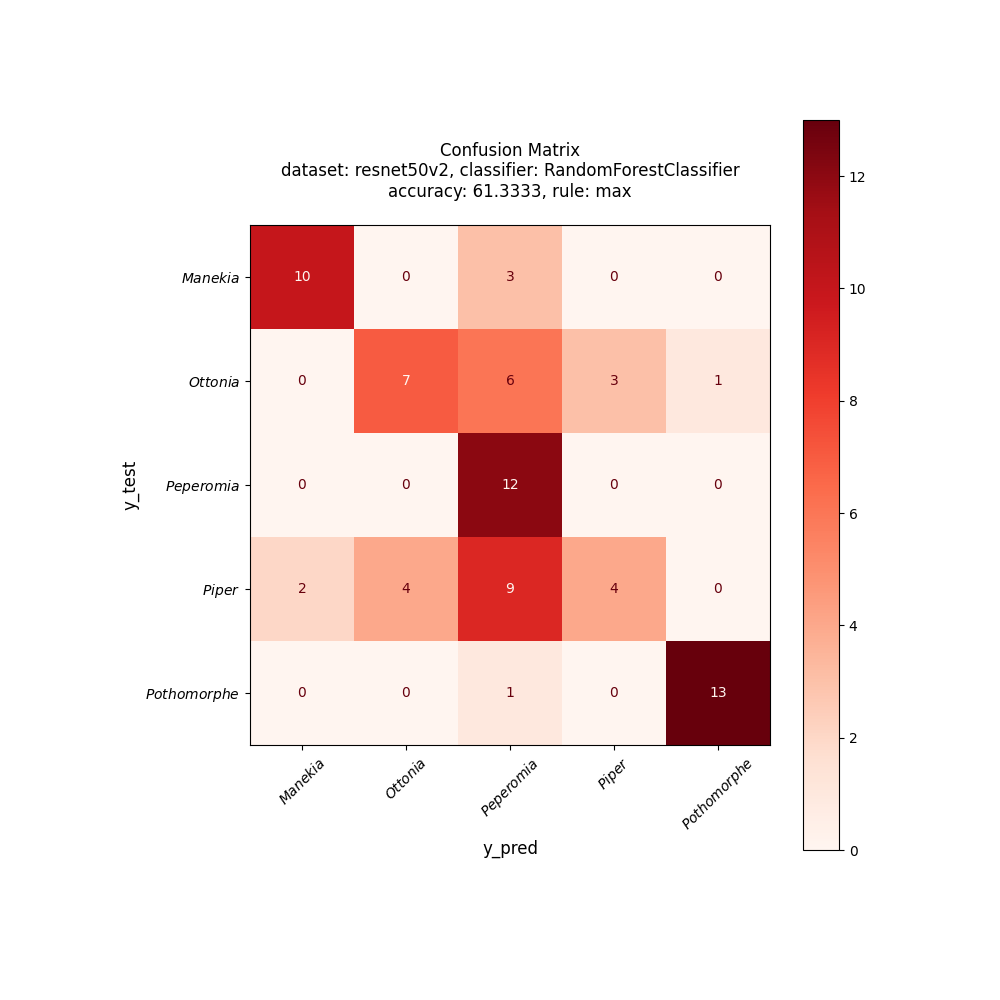 Confusion Matrix
dataset: resnet50v2, classifier: RandomForestClassifier
accuracy: 61.3333, rule: max
y_test
Manekia 10 0 3 0 0
Ottonia 0 7 6 3 1
Peperomia 0 0 12 0 0
Piper 2 4 9 4 0
Pothomorphe 0 0 1 0 13
Manekia Ottonia Peperomia Piper Pothomorphe
y_pred
12
10
8
6
4
2
0